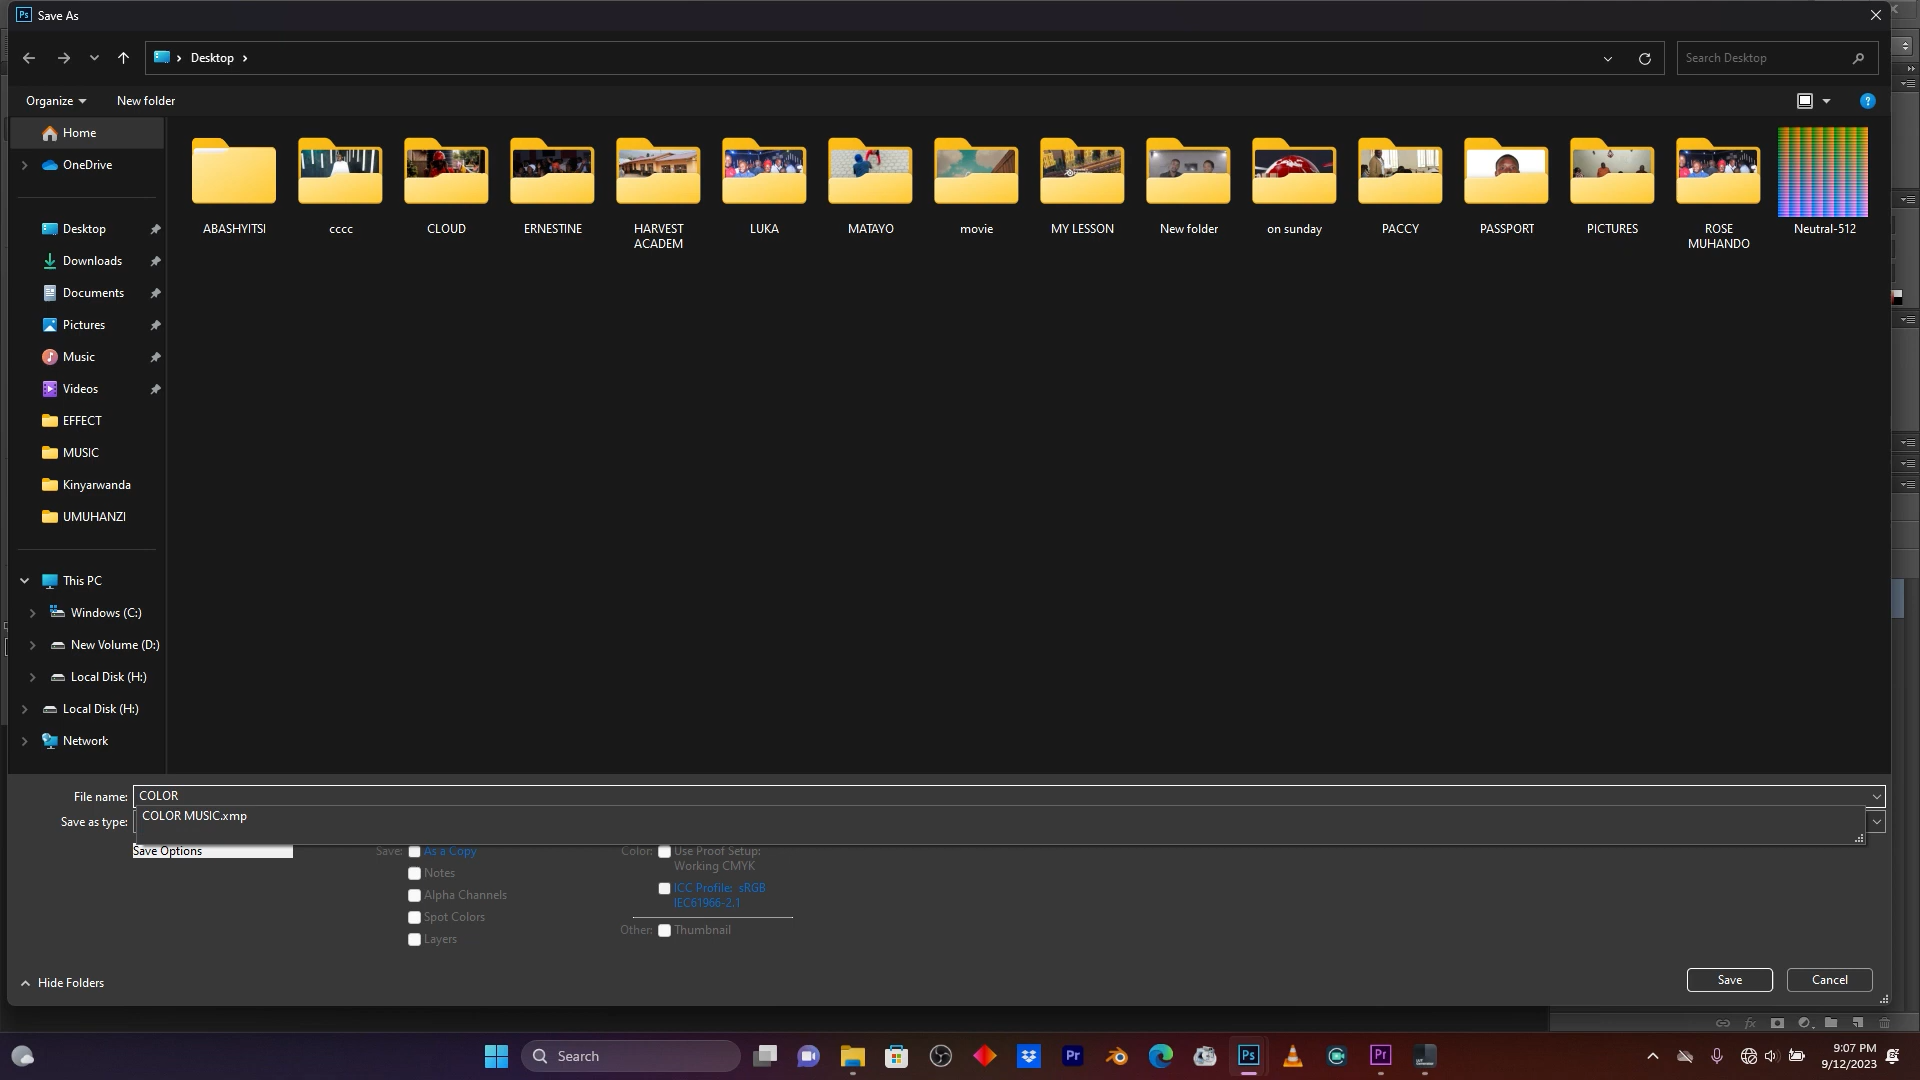 Ps Save As
Desktop
Search Desktop
Organize
New folder
?
Home
OneDrive
Desktop
Downloads
Documents
Pictures
Music
Videos
EFFECT
MUSIC
Kinyarwanda
UMUHANZI
This PC
Windows (C:)
New Volume (D:)
Local Disk (H:)
Local Disk (H:)
Network
ABASHYITSI
cccc
CLOUD
ERNESTINE
HARVEST
ACADEM
LUKA
MATAYO
movie
MY LESSON
New folder
on sunday
PACCY
PASSPORT
PICTURES
ROSE
MUHANDO
Neutral-512
File name: COLOR
COLOR MUSIC.xmp
Save as type:
Save Options
Save: As a Copy
Notes
Alpha Channels
Spot Colors
Layers
Color: Use Proof Setup:
Working CMYK
ICC Profile: sRGB
IEC61966-2.1
Other: Thumbnail
Hide Folders
Save
Cancel
fx
Search
Pr
Ps
Pr
9:07 PM
9/12/2023